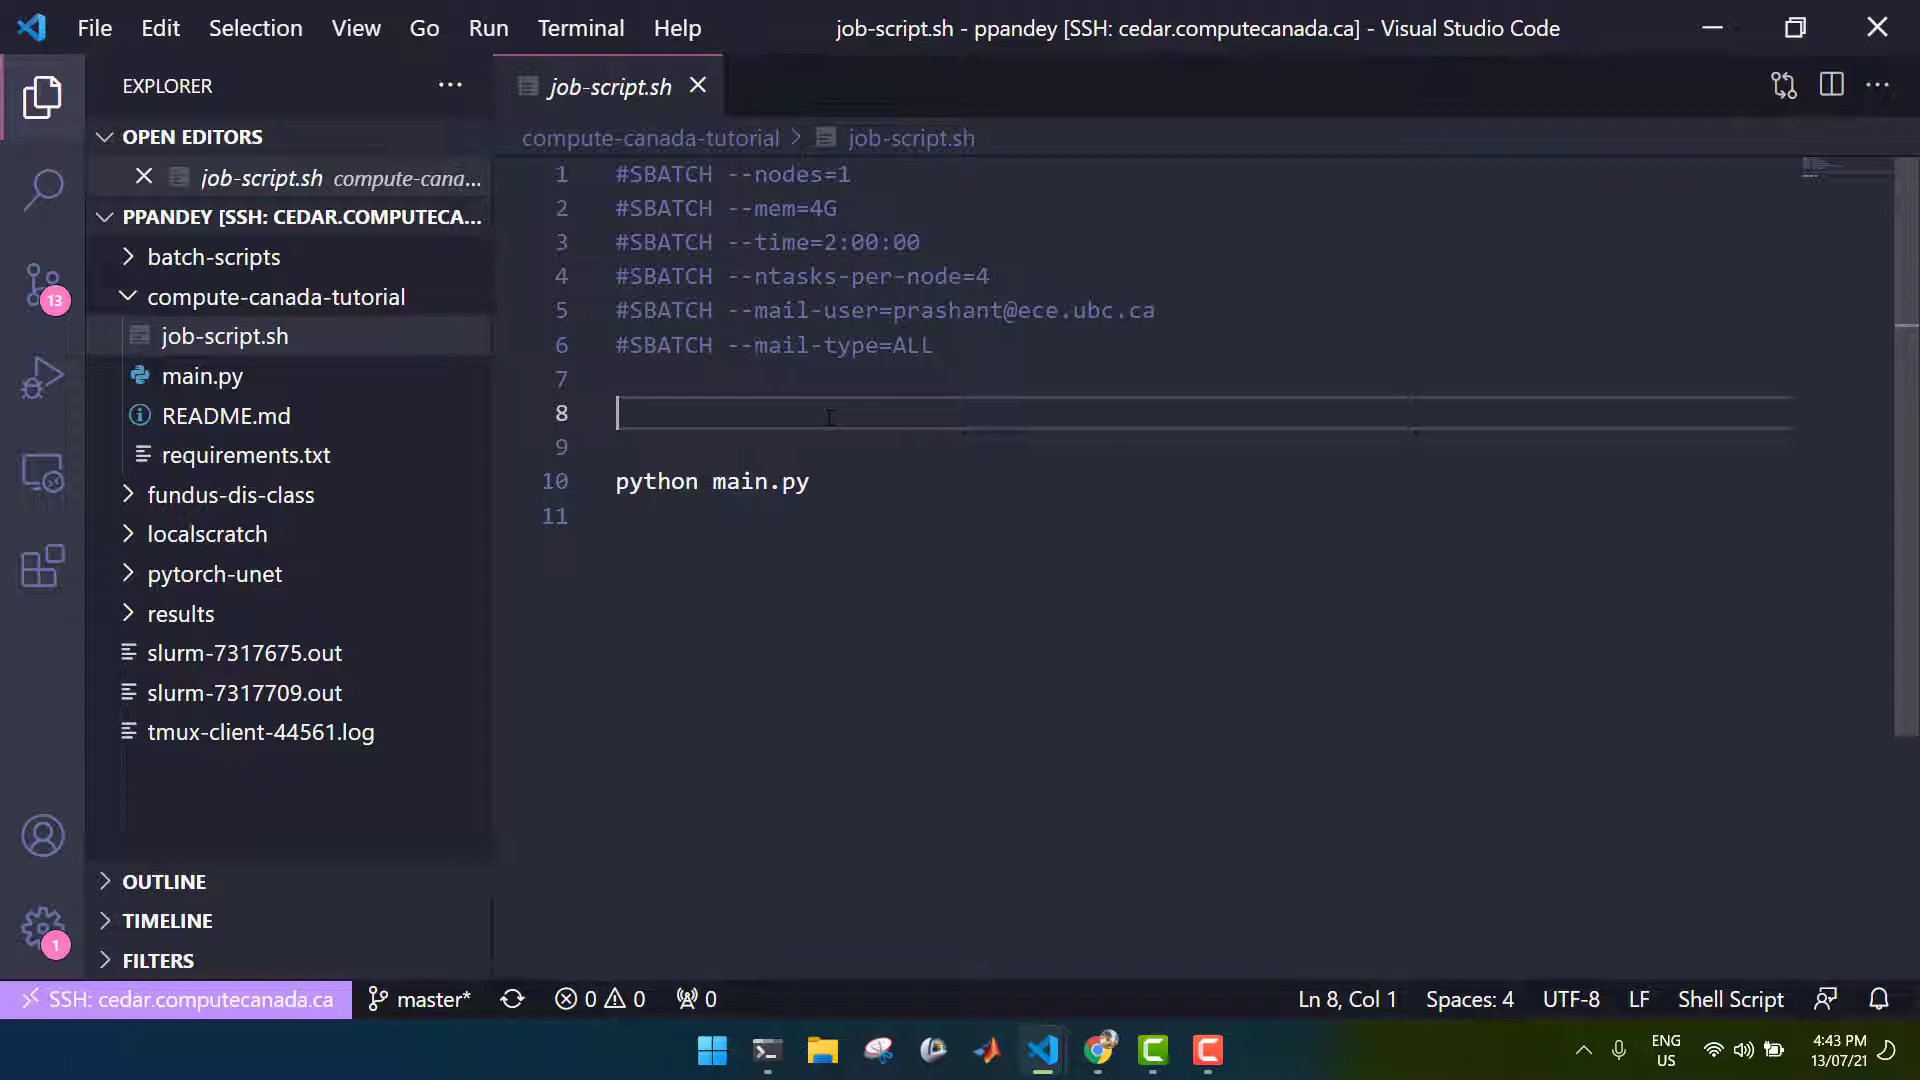 File Edit Selection View Go Run Terminal Help
job-script.sh - ppandey [SSH: cedar.computecanada.ca] - Visual Studio Code
EXPLORER
OPEN EDITORS
job-script.sh compute-cana...
PPANDEY [SSH: CEDAR.COMPUTECA...
batch-scripts
compute-canada-tutorial
job-script.sh
main.py
README.md
requirements.txt
fundus-dis-class
localscratch
pytorch-unet
results
slurm-7317675.out
slurm-7317709.out
tmux-client-44561.log
OUTLINE
TIMELINE
FILTERS
13
1
job-script.sh
compute-canada-tutorial > job-script.sh
1 #SBATCH --nodes=1
2 #SBATCH --mem=4G
3 #SBATCH --time=2:00:00
4 #SBATCH --ntasks-per-node=4
5 #SBATCH --mail-user=prashant@ece.ubc.ca
6 #SBATCH --mail-type=ALL
7
8
9
10 python main.py
11
SSH: cedar.computecanada.ca master* 0 0 0 Ln 8, Col 1 Spaces: 4 UTF-8 LF Shell Script
ENG
US
4:43 PM
13/07/21